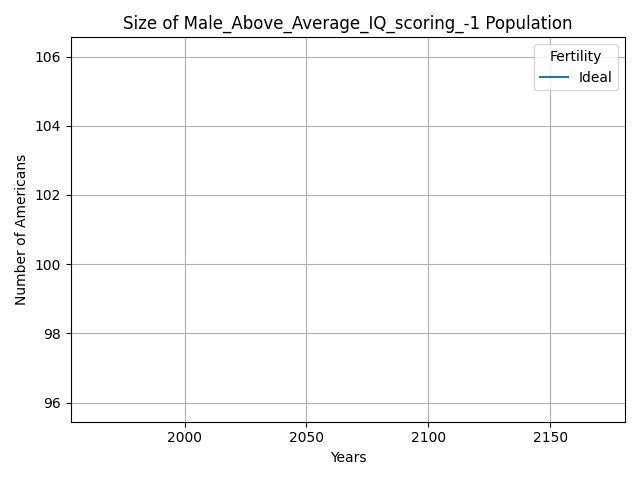 Size of Male_Above_Average_IQ_scoring_-1 Population
Fertility
Ideal
106
104
102
100
98
96
Number of Americans
2000 2050 2100 2150
Years